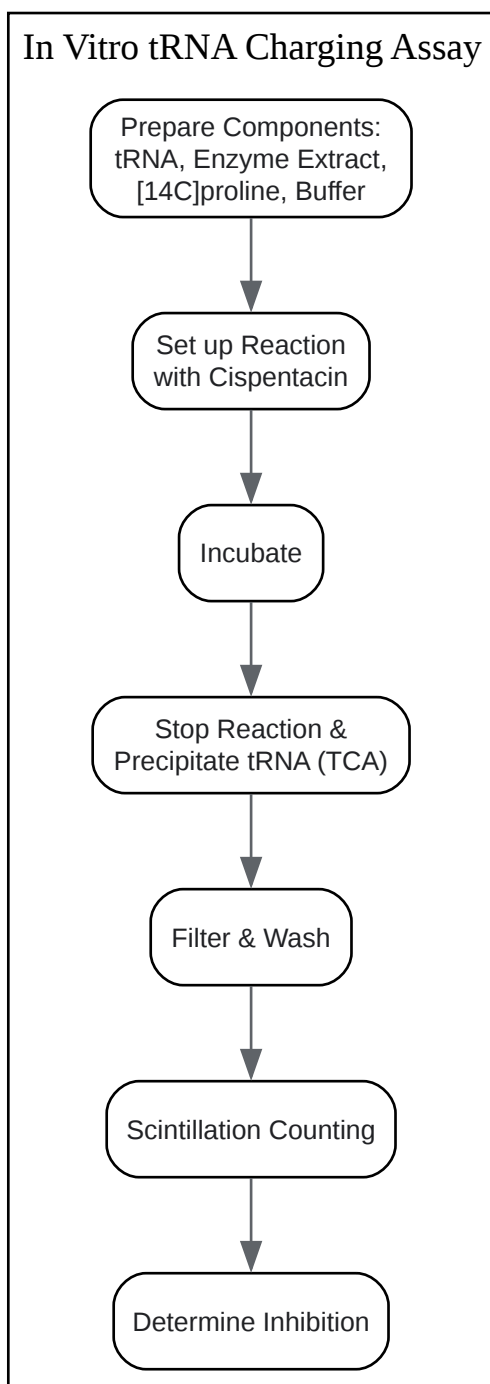 In Vitro tRNA Charging Assay
Prepare Components:
tRNA, Enzyme Extract,
[14C]proline, Buffer
Set up Reaction
with Cispentacin
Incubate
Stop Reaction &
Precipitate tRNA (TCA)
Filter & Wash
Scintillation Counting
Determine Inhibition